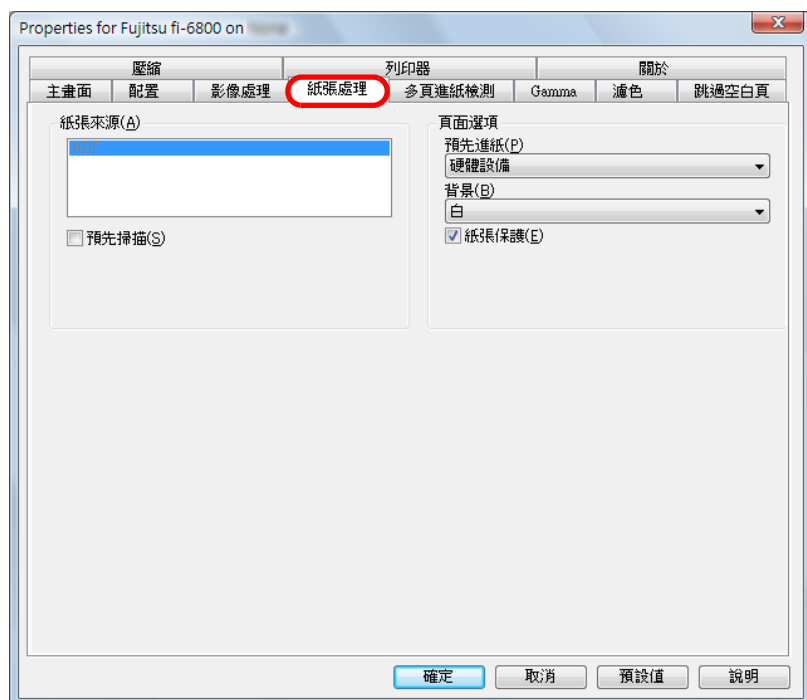 Properties for Fujitsu fi-6800 on
壓縮 列印器 關於
主畫面 配置 影像處理 紙張處理 多頁進紙檢測 Gamma 濾色 跳過空白頁
紙張來源(A)
ADF
預先掃描(S)
頁面選項
預先進紙(P)
硬體設備
背景(B)
白
紙張保護(E)
確定 取消 預設值 說明